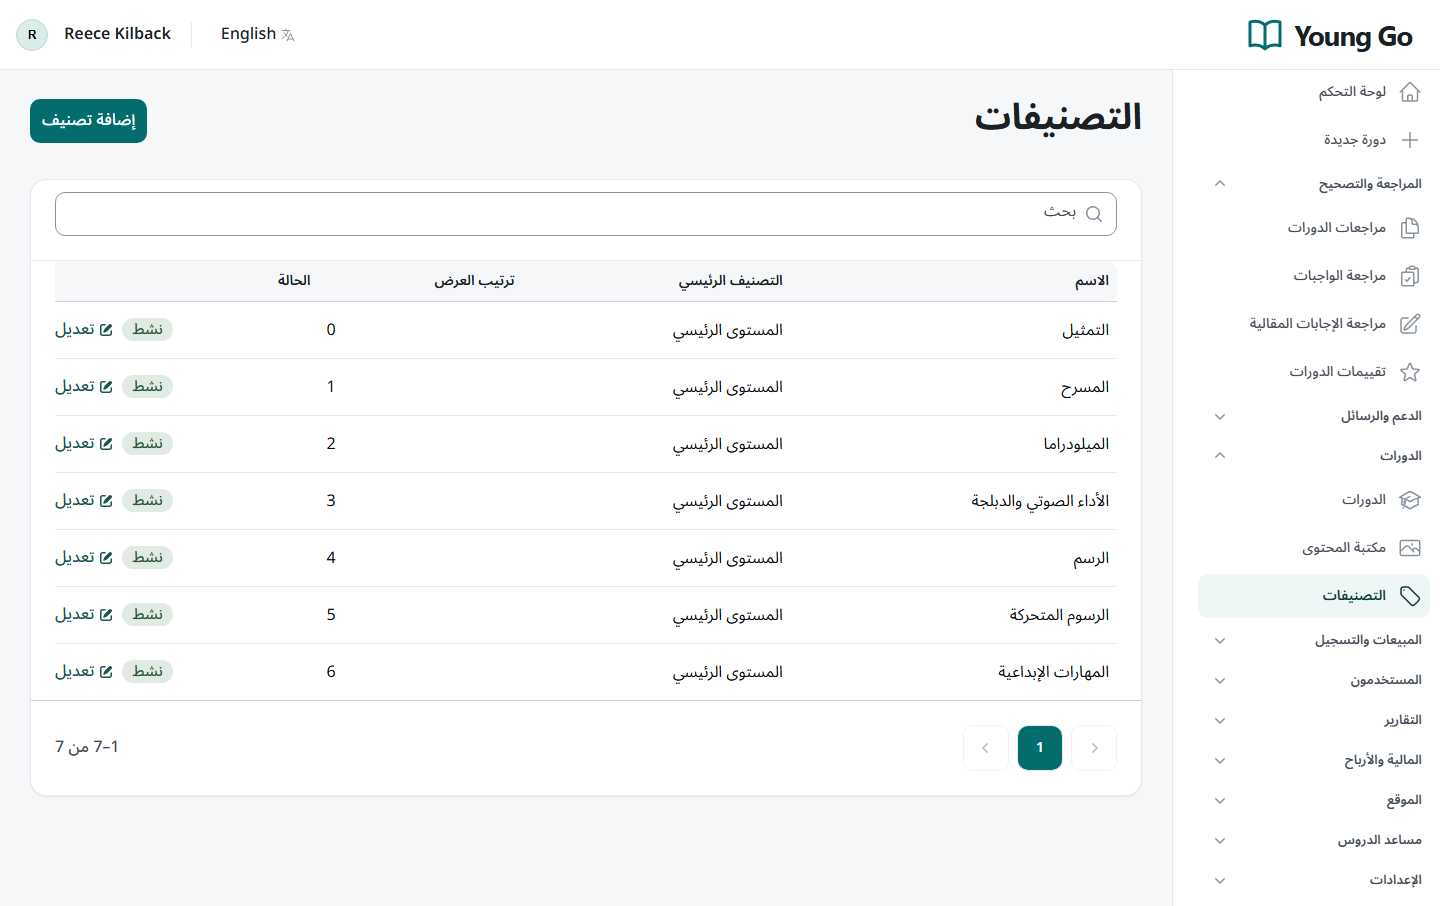 Young Go
English
Reece Kilback
R
لوحة التحكم
دورة جديدة
المراجعة والتصحيح
مراجعات الدورات
مراجعة الواجبات
مراجعة الإجابات المقالية
تقييمات الدورات
الدعم والرسائل
الدورات
الدورات
مكتبة المحتوى
التصنيفات
المبيعات والتسجيل
المستخدمون
التقارير
المالية والأرباح
الموقع
مساعد الدروس
الإعدادات
التصنيفات
إضافة تصنيف
بحث
الاسم التصنيف الرئيسي ترتيب العرض الحالة
التمثيل المستوى الرئيسي 0 نشط تعديل
المسرح المستوى الرئيسي 1 نشط تعديل
الميلودراما المستوى الرئيسي 2 نشط تعديل
الأداء الصوتي والدبلجة المستوى الرئيسي 3 نشط تعديل
الرسم المستوى الرئيسي 4 نشط تعديل
الرسوم المتحركة المستوى الرئيسي 5 نشط تعديل
المهارات الإبداعية المستوى الرئيسي 6 نشط تعديل
1
1–7 من 7